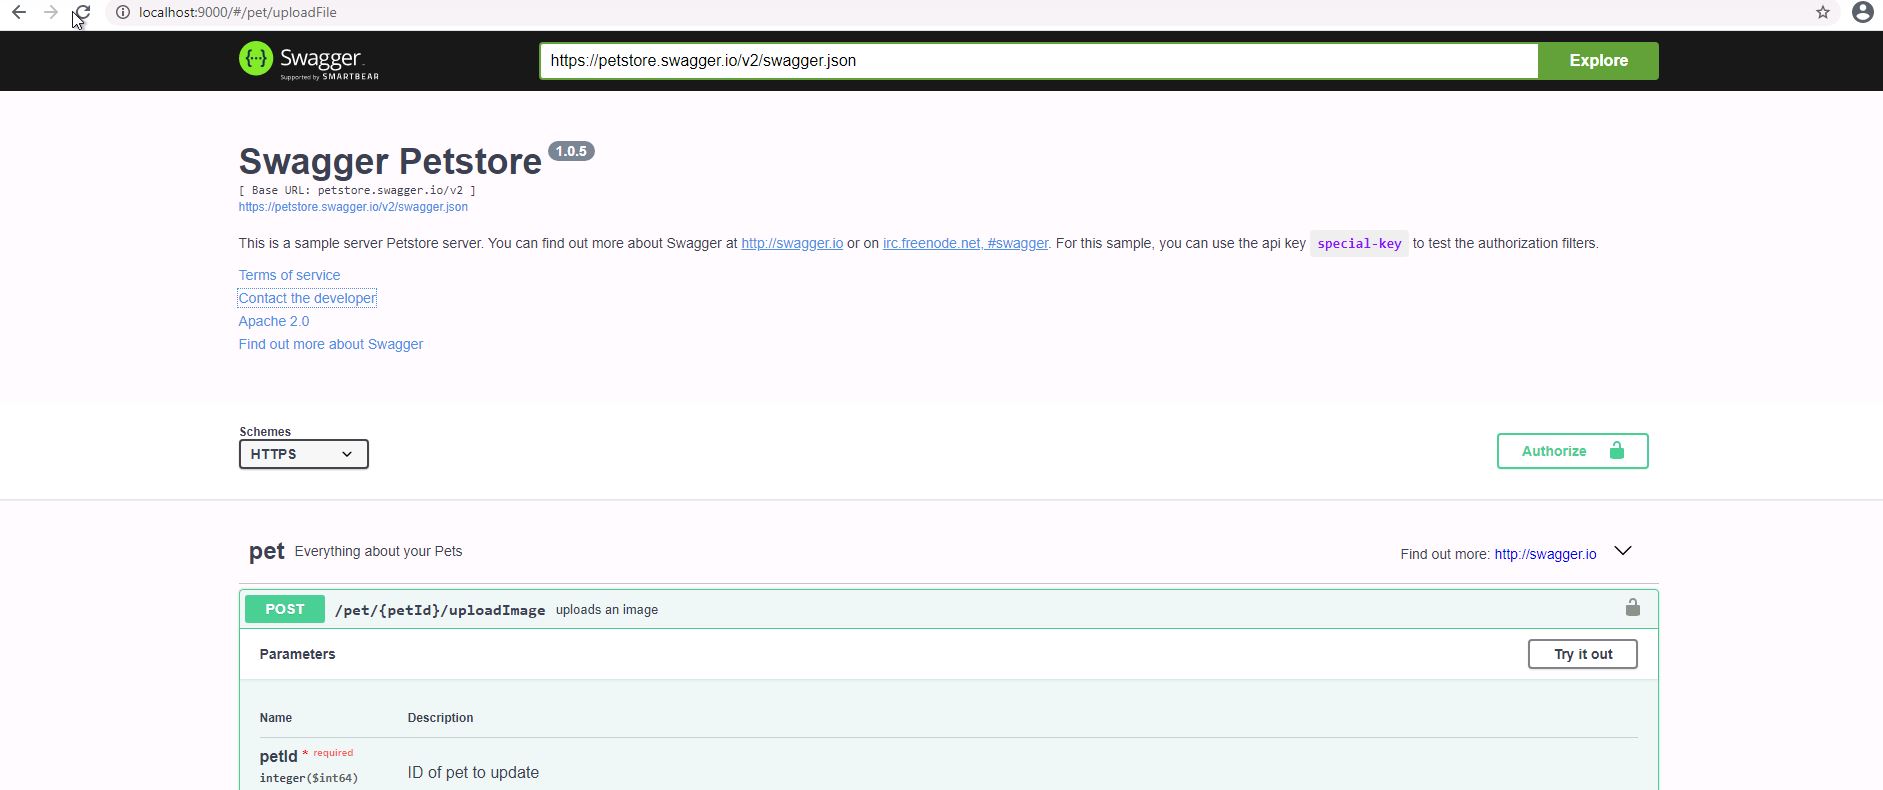 localhost:9000/#/pet/uploadFile
{···} Swagger.
Supported by SMARTBEAR
https://petstore.swagger.io/v2/swagger.json
Explore
Swagger Petstore 1.0.5
[ Base URL: petstore.swagger.io/v2 ]
https://petstore.swagger.io/v2/swagger.json
This is a sample server Petstore server. You can find out more about Swagger at http://swagger.io or on irc.freenode.net, #swagger. For this sample, you can use the api key special-key to test the authorization filters.
Terms of service
Contact the developer
Apache 2.0
Find out more about Swagger
Schemes
HTTPS
Authorize
pet Everything about your Pets
Find out more: http://swagger.io
POST /pet/{petId}/uploadImage uploads an image
Parameters
Try it out
Name Description
petId * required
integer($int64)
ID of pet to update